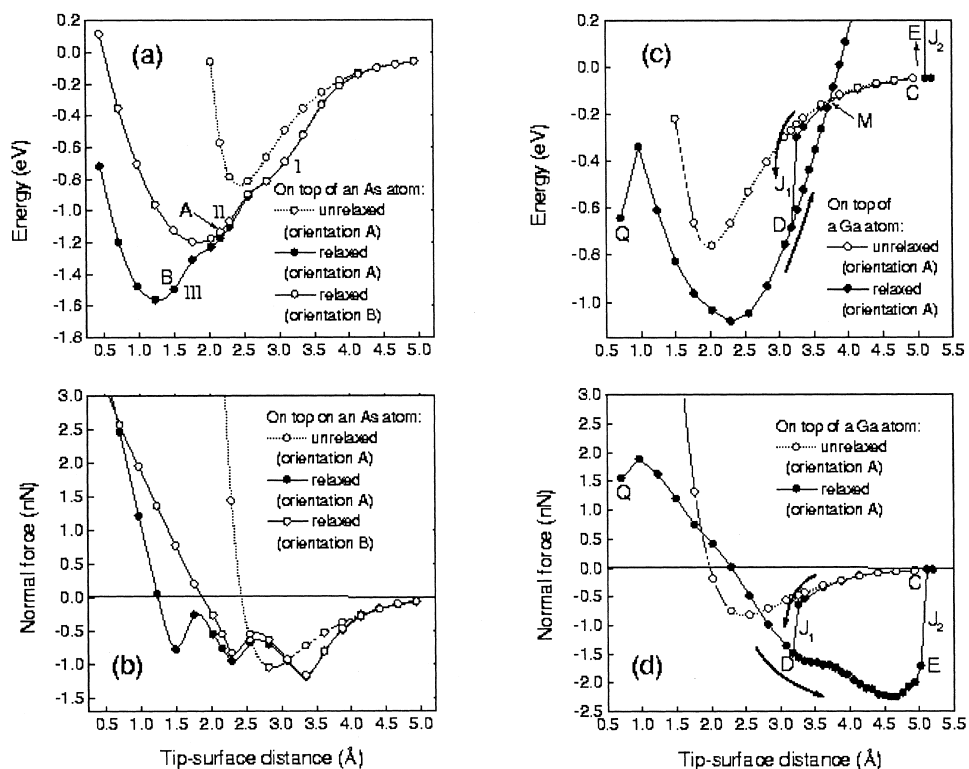 (a)
0.2
0.0
-0.2
-0.4
-0.6
-0.8
-1.0
-1.2
-1.4
-1.6
-1.8
Energy (eV)
A
II
I
B
III
On top of an As atom:
unrelaxed
(orientation A)
relaxed
(orientation A)
relaxed
(orientation B)
0.0 0.5 1.0 1.5 2.0 2.5 3.0 3.5 4.0 4.5 5.0
(c)
0.2
0.0
-0.2
-0.4
-0.6
-0.8
-1.0
Energy (eV)
E
J2
C
M
J1
D
Q
On top of
a Ga atom:
unrelaxed
(orientation A)
relaxed
(orientation A)
0.5 1.0 1.5 2.0 2.5 3.0 3.5 4.0 4.5 5.0 5.5
(b)
3.0
2.5
2.0
1.5
1.0
0.5
0.0
-0.5
-1.0
-1.5
Normal force (nN)
On top on an As atom:
unrelaxed
(orientation A)
relaxed
(orientation A)
relaxed
(orientation B)
0.5 1.0 1.5 2.0 2.5 3.0 3.5 4.0 4.5 5.0
Tip-surface distance (Å)
(d)
3.0
2.5
2.0
1.5
1.0
0.5
0.0
-0.5
-1.0
-1.5
-2.0
-2.5
Normal force (nN)
On top of a Ga atom:
unrelaxed
(orientation A)
relaxed
(orientation A)
Q
C
J1
J2
D
E
0.5 1.0 1.5 2.0 2.5 3.0 3.5 4.0 4.5 5.0 5.5
Tip-surface distance (Å)